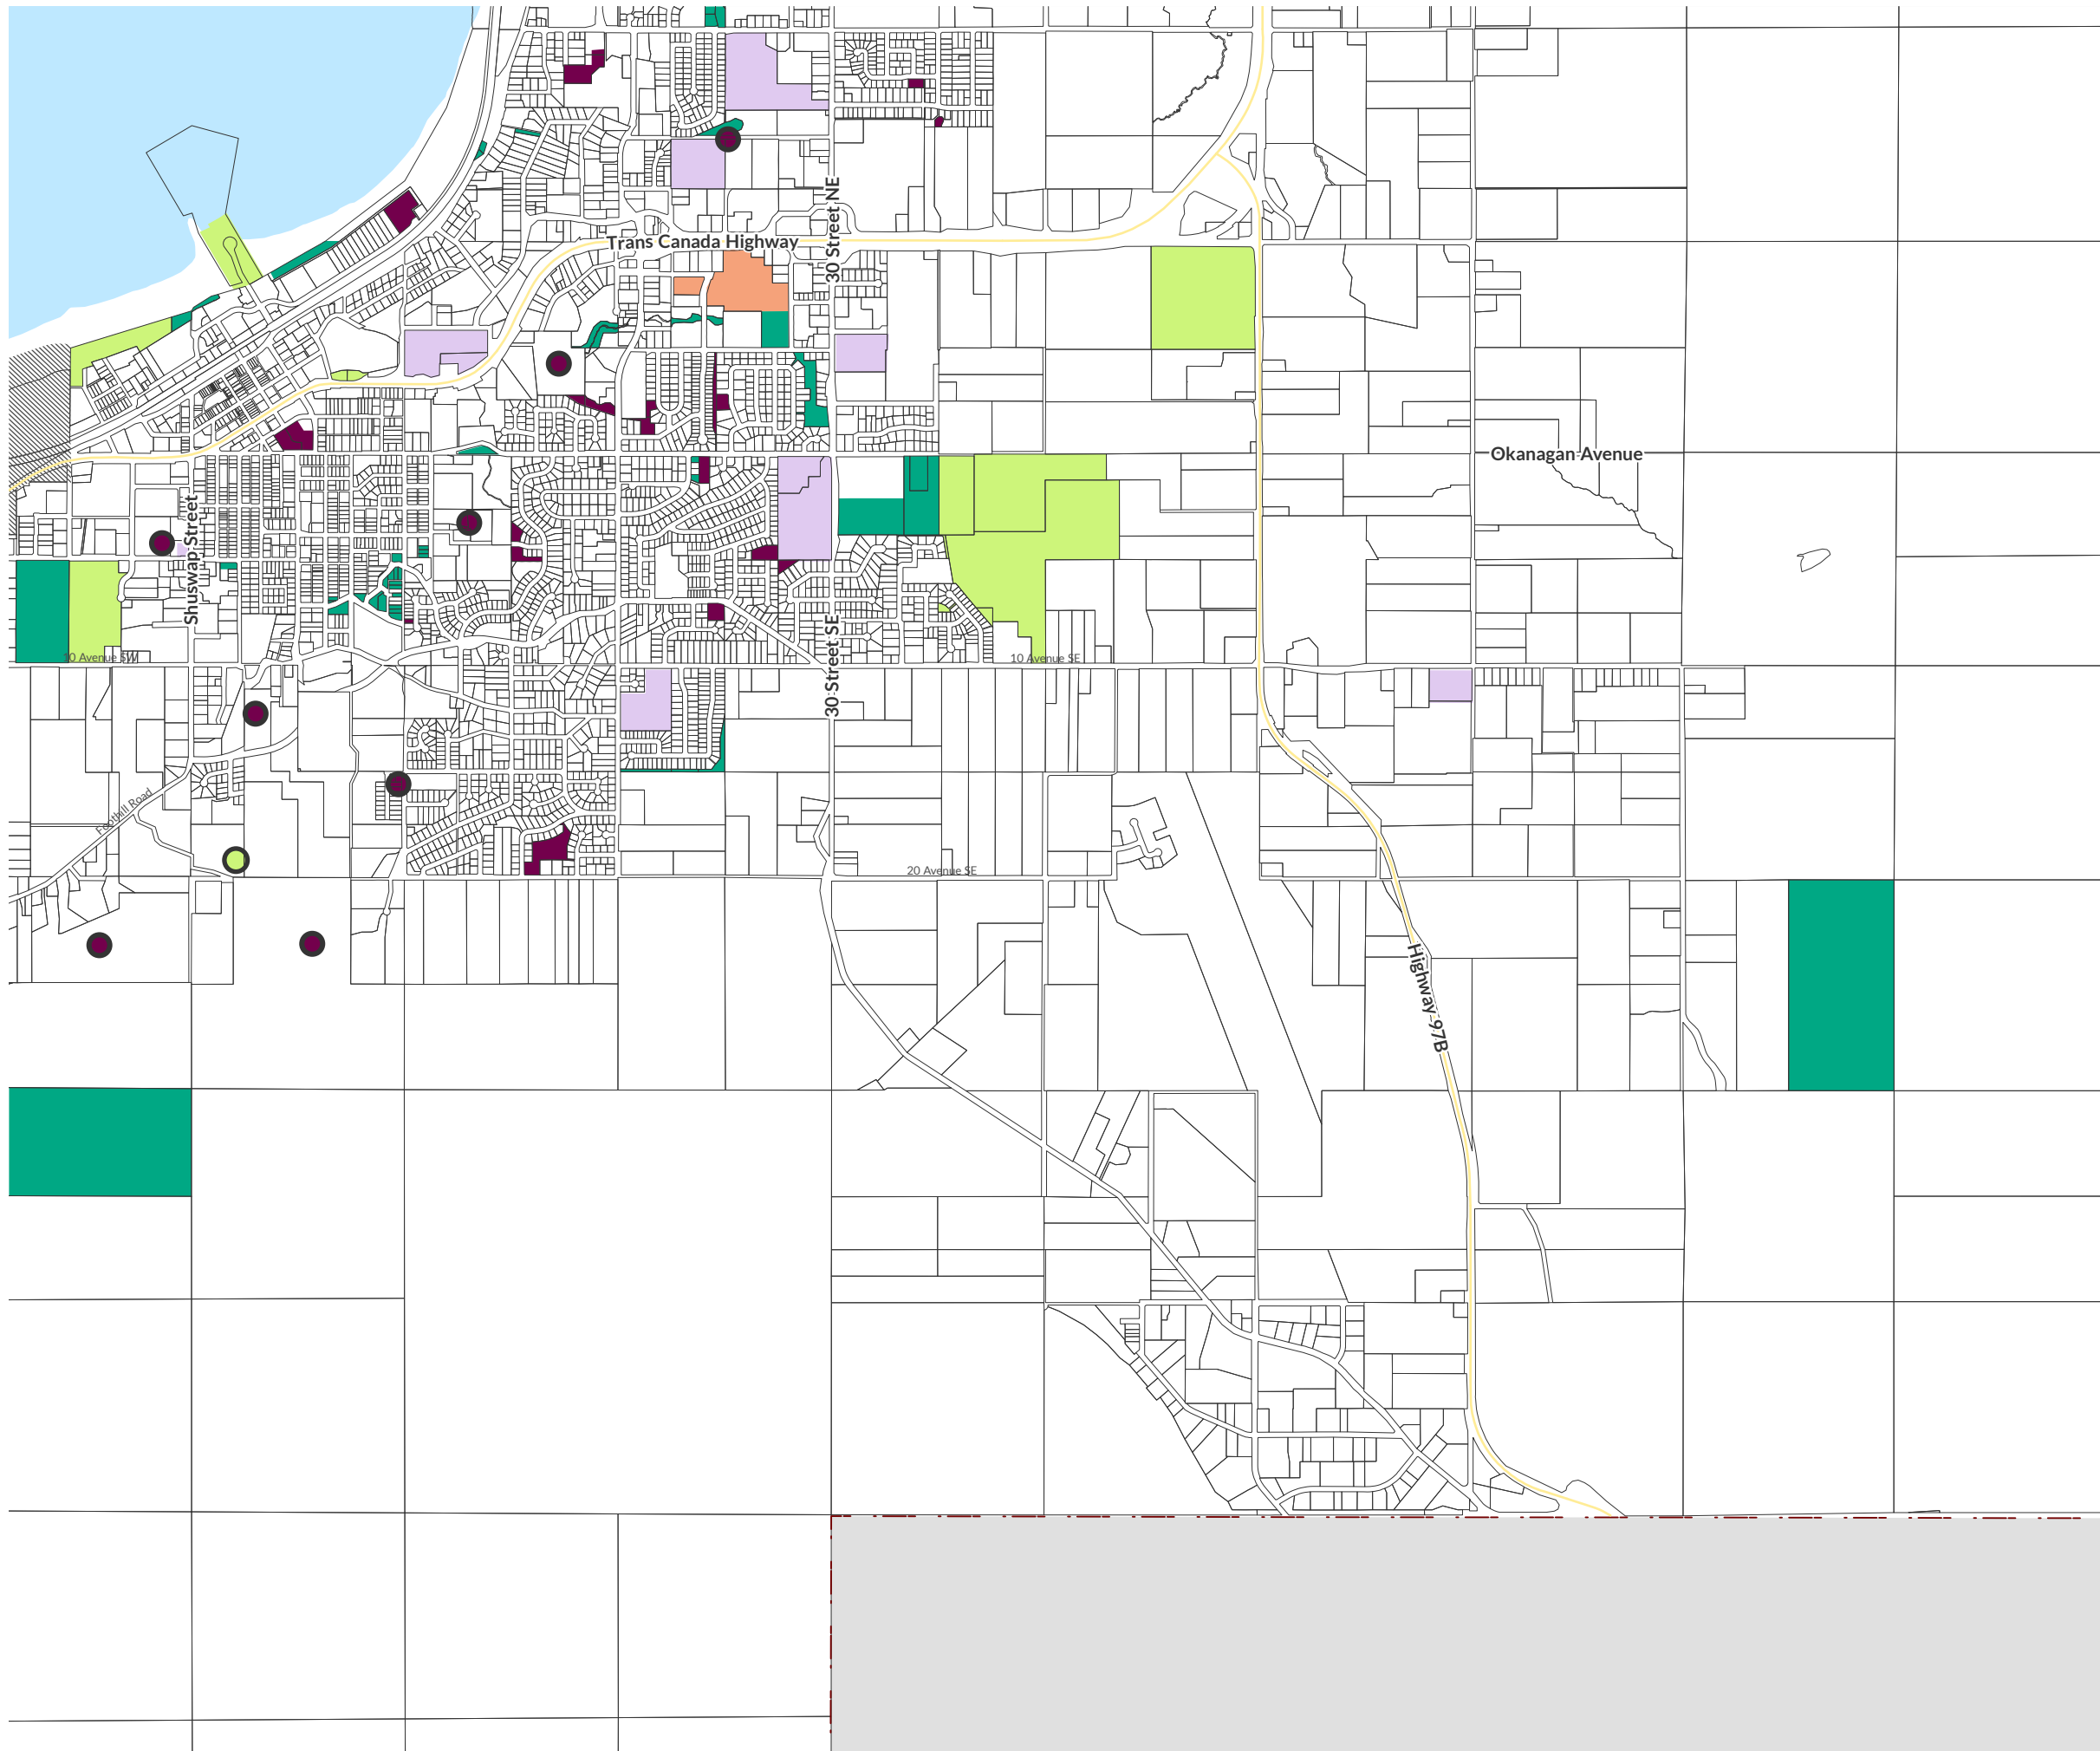 Trans Canada Highway
30 Street NE
Okanagan Avenue
Shuswap Street
10 Avenue SW
30 Street SE
10 Avenue SE
Foothill Road
20 Avenue SE
Highway 97B